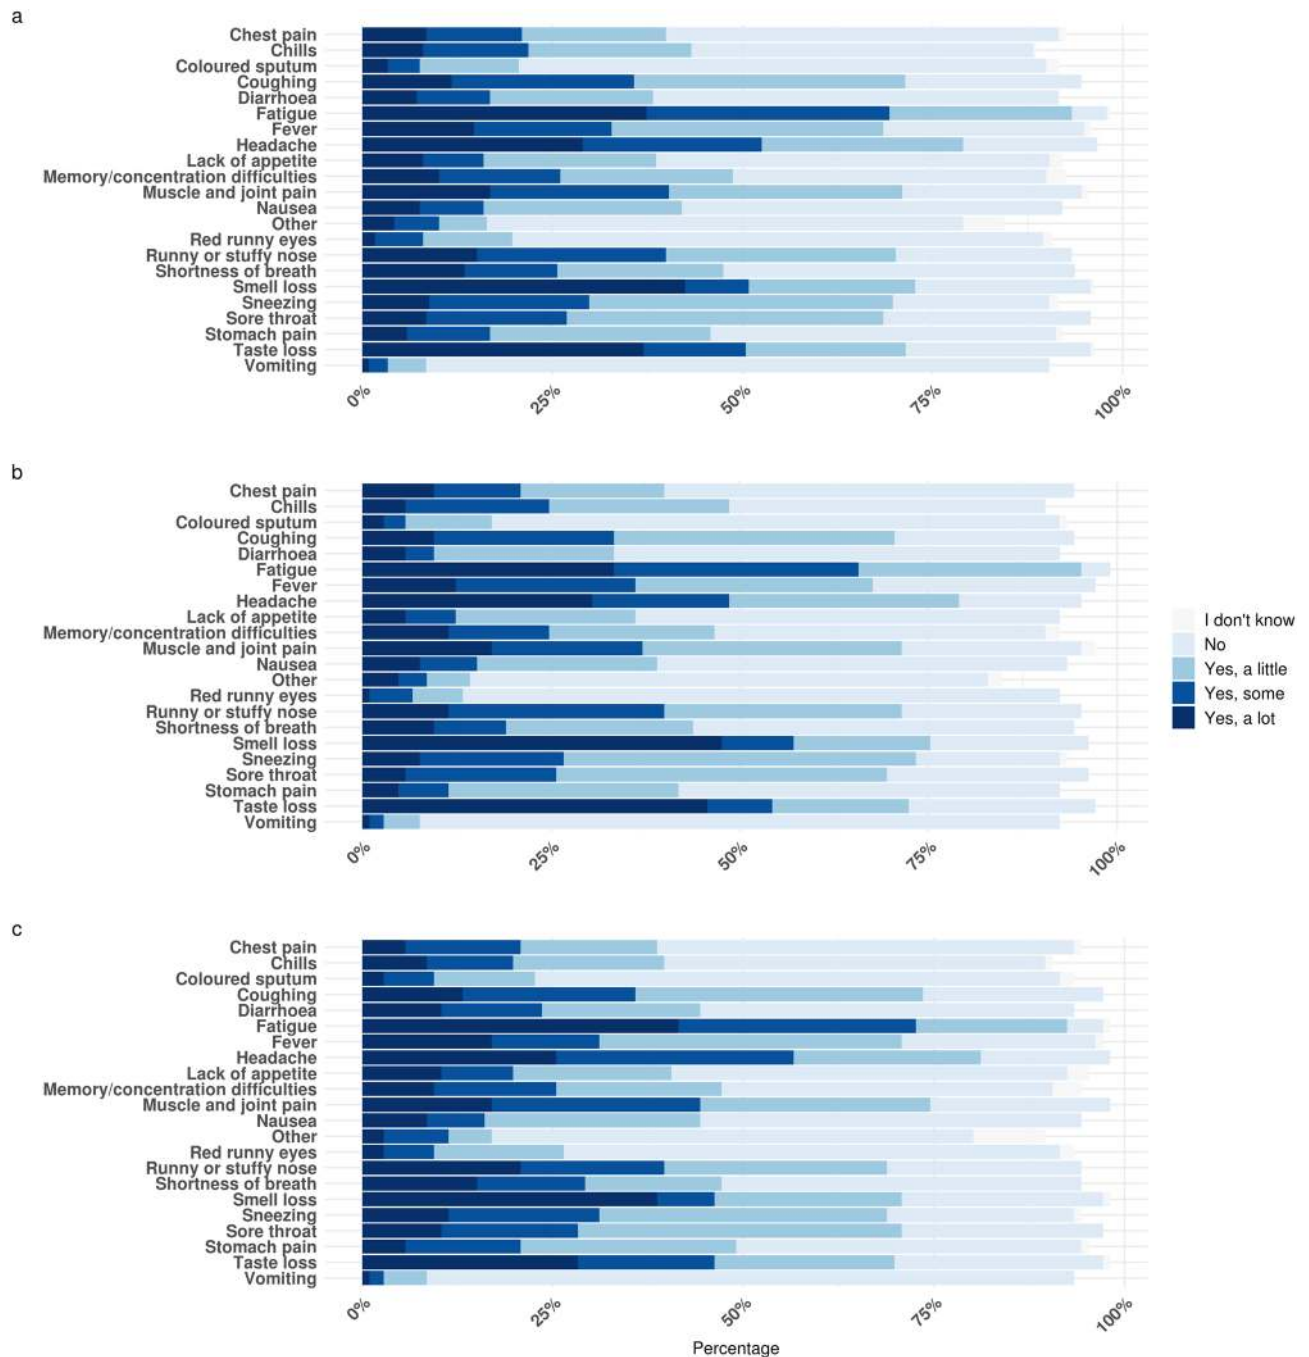 a
Chest pain
Chills
Coloured sputum
Coughing
Diarrhoea
Fatigue
Fever
Headache
Lack of appetite
Memory/concentration difficulties
Muscle and joint pain
Nausea
Other
Red runny eyes
Runny or stuffy nose
Shortness of breath
Smell loss
Sneezing
Sore throat
Stomach pain
Taste loss
Vomiting
0% 25% 50% 75% 100%
b
Chest pain
Chills
Coloured sputum
Coughing
Diarrhoea
Fatigue
Fever
Headache
Lack of appetite
Memory/concentration difficulties
Muscle and joint pain
Nausea
Other
Red runny eyes
Runny or stuffy nose
Shortness of breath
Smell loss
Sneezing
Sore throat
Stomach pain
Taste loss
Vomiting
0% 25% 50% 75% 100%
I don't know
No
Yes, a little
Yes, some
Yes, a lot
c
Chest pain
Chills
Coloured sputum
Coughing
Diarrhoea
Fatigue
Fever
Headache
Lack of appetite
Memory/concentration difficulties
Muscle and joint pain
Nausea
Other
Red runny eyes
Runny or stuffy nose
Shortness of breath
Smell loss
Sneezing
Sore throat
Stomach pain
Taste loss
Vomiting
0% 25% 50% 75% 100%
Percentage